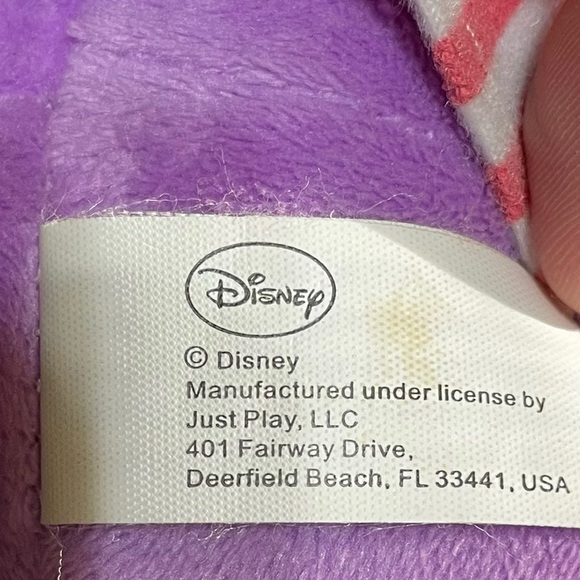 Disney
© Disney
Manufactured under license by
Just Play, LLC
401 Fairway Drive,
Deerfield Beach, FL 33441, USA